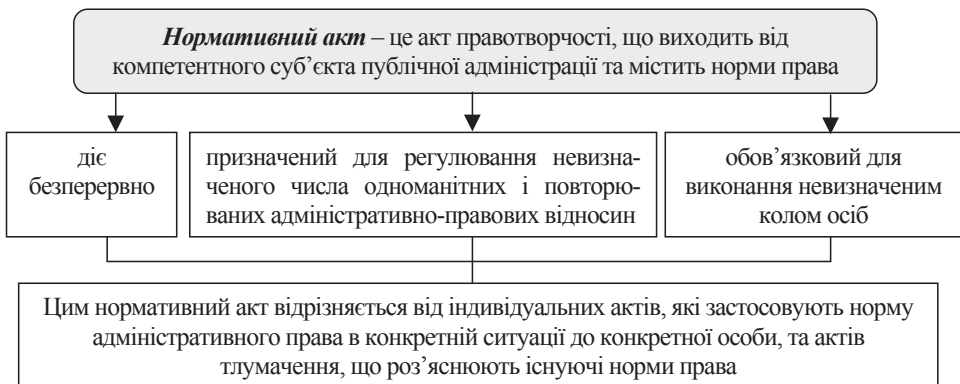 Нормативний акт – це акт правотворчості, що виходить від
компетентного суб’єкта публічної адміністрації та містить норми права
діє
безперервно
призначений для регулювання невизна-
ченого числа одноманітних і повторю-
ваних адміністративно-правових відносин
обов’язковий для
виконання невизначеним
колом осіб
Цим нормативний акт відрізняється від індивідуальних актів, які застосовують норму
адміністративного права в конкретній ситуації до конкретної особи, та актів
тлумачення, що роз’яснюють існуючі норми права